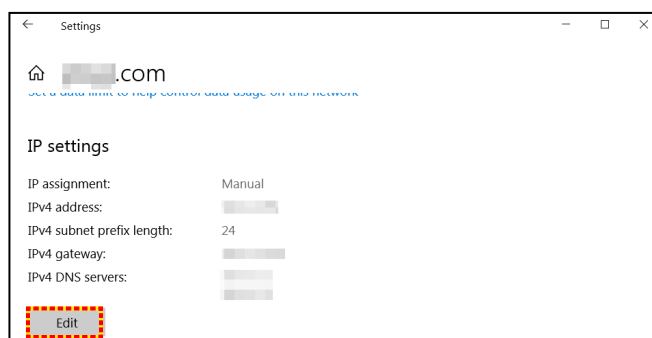 Settings
.com
Set a data limit to help control data usage on this network
IP settings
IP assignment: Manual
IPv4 address:
IPv4 subnet prefix length: 24
IPv4 gateway:
IPv4 DNS servers:
Edit